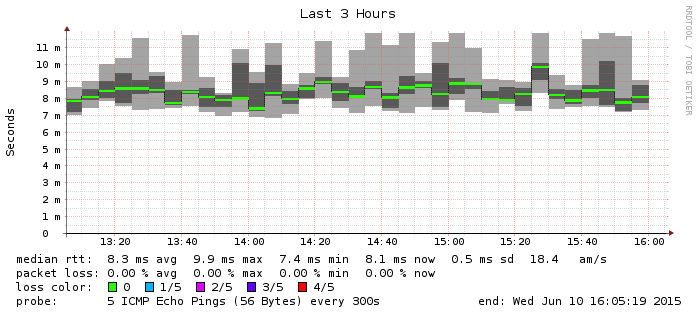 Last 3 Hours
RRDTOOL / TOBI OETIKER
Seconds
11 m
10 m
9 m
8 m
7 m
6 m
5 m
4 m
3 m
2 m
1 m
0
13:20 13:40 14:00 14:20 14:40 15:00 15:20 15:40 16:00
median rtt: 8.3 ms avg 9.9 ms max 7.4 ms min 8.1 ms now 0.5 ms sd 18.4 am/s
packet loss: 0.00 % avg 0.00 % max 0.00 % min 0.00 % now
loss color: 0 1/5 2/5 3/5 4/5
probe: 5 ICMP Echo Pings (56 Bytes) every 300s end: Wed Jun 10 16:05:19 2015